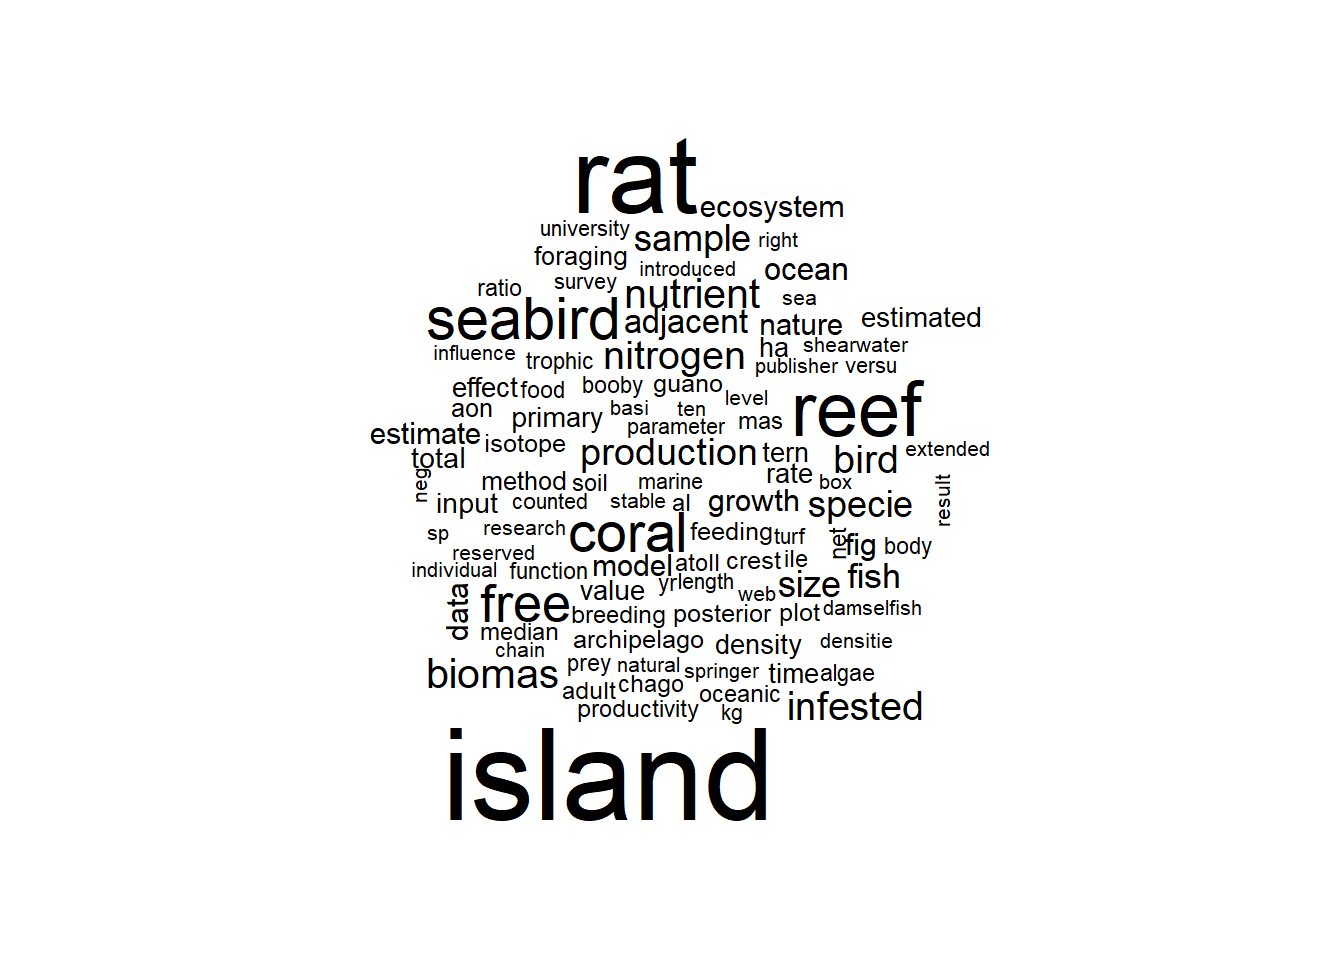 rat
ecosystem
university
sample
right
foraging
introduced
ocean
ratio
survey
nutrient
sea
seabird
adjacent
nature
estimated
influence
trophic
nitrogen
ha
shearwater
publisher
versu
effect
food
booby
guano
level
reef
aon
primary
basi
ten
parameter
mas
estimate
isotope
production
tern
bird
extended
total
neg
method
soil
marine
rate
box
result
input
counted
stable
al
growth
specie
sp
research
coral
feeding
turf
net
fig
body
reserved
individual
function
model
atoll
crest
ile
data
free
value
yr
length
web
size
fish
breeding
posterior
plot
damselfish
median
chain
archipelago
density
densitie
biomas
prey
natural
springer
time
algae
adult
chago
oceanic
infested
productivity
kg
island